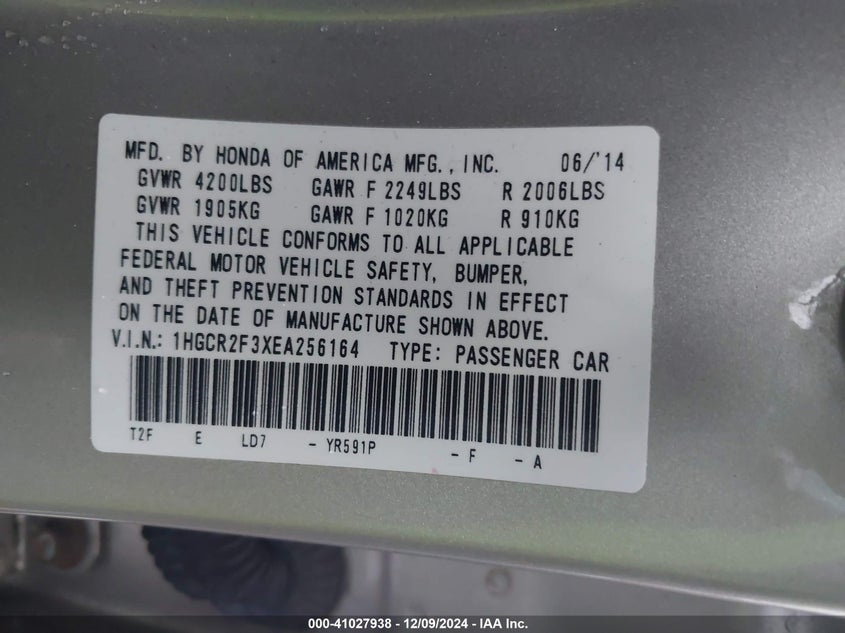 MFD. BY HONDA OF AMERICA MFG., INC. 06/'14
GVWR 4200LBS GAWR F 2249LBS R 2006LBS
GVWR 1905KG GAWR F 1020KG R 910KG
THIS VEHICLE CONFORMS TO ALL APPLICABLE
FEDERAL MOTOR VEHICLE SAFETY, BUMPER,
AND THEFT PREVENTION STANDARDS IN EFFECT
ON THE DATE OF MANUFACTURE SHOWN ABOVE.
V.I.N.: 1HGCR2F3XEA256164 TYPE: PASSENGER CAR
T2F E LD7 - YR591P - F - A
000-41027938 - 12/09/2024 - IAA Inc.